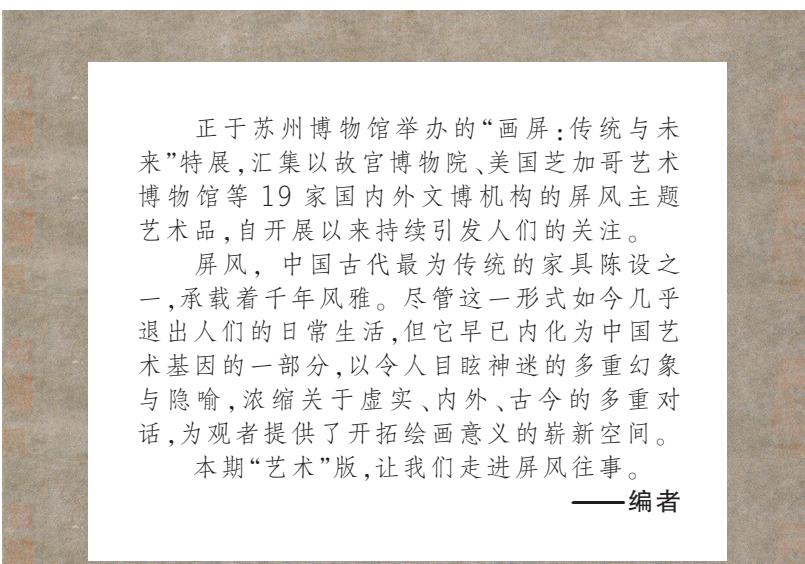 正于苏州博物馆举办的“画屏:传统与未
来”特展,汇集以故宫博物院、美国芝加哥艺术
博物馆等 19 家国内外文博机构的屏风主题
艺术品,自开展以来持续引发人们的关注。
屏风, 中国古代最为传统的家具陈设之
一,承载着千年风雅。尽管这一形式如今几乎
退出人们的日常生活,但它早已内化为中国艺
术基因的一部分,以令人目眩神迷的多重幻象
与隐喻,浓缩关于虚实、内外、古今的多重对
话,为观者提供了开拓绘画意义的崭新空间。
本期“艺术”版,让我们走进屏风往事。
——编者